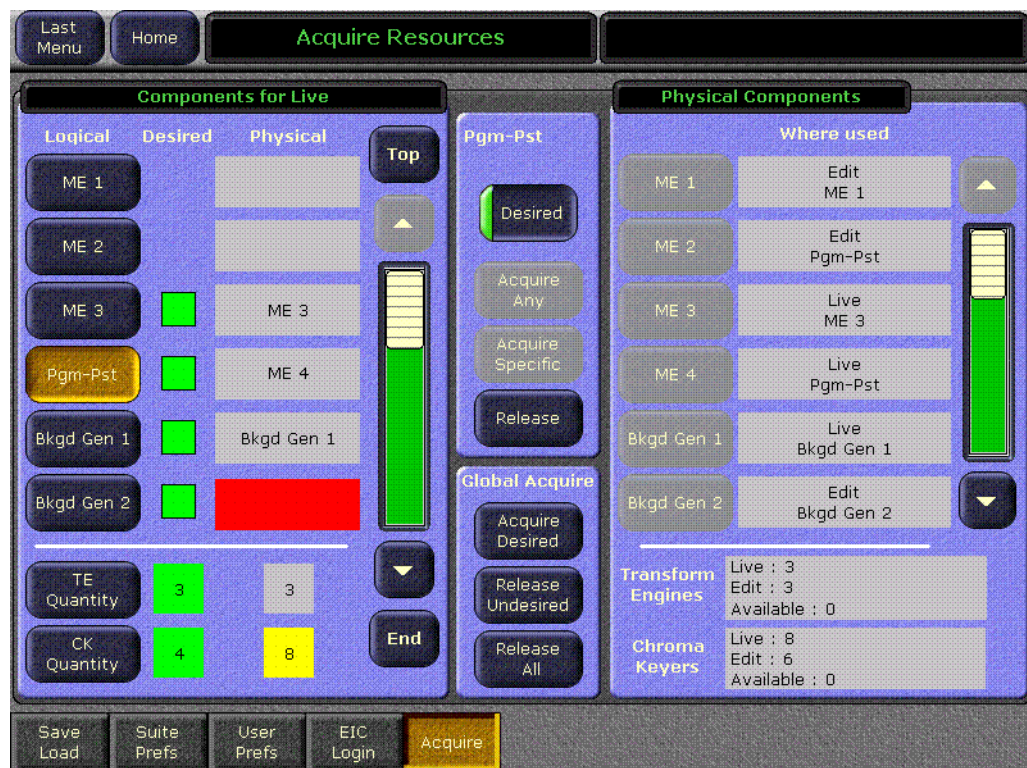 Last Menu
Home
Acquire Resources
Components for Live
Logical Desired Physical
ME 1
ME 2
ME 3
ME 3
Pgm-Pst
ME 4
Bkgd Gen 1
Bkgd Gen 1
Bkgd Gen 2
TE Quantity
3
3
CK Quantity
4
8
Top
End
Pgm-Pst
Desired
Acquire Any
Acquire Specific
Release
Global Acquire
Acquire Desired
Release Undesired
Release All
Physical Components
Where used
ME 1
Edit
ME 1
ME 2
Edit
Pgm-Pst
ME 3
Live
ME 3
ME 4
Live
Pgm-Pst
Bkgd Gen 1
Live
Bkgd Gen 1
Bkgd Gen 2
Edit
Bkgd Gen 2
Transform Engines
Live : 3
Edit : 3
Available : 0
Chroma Keyers
Live : 8
Edit : 6
Available : 0
Save Load
Suite Prefs
User Prefs
EIC Login
Acquire